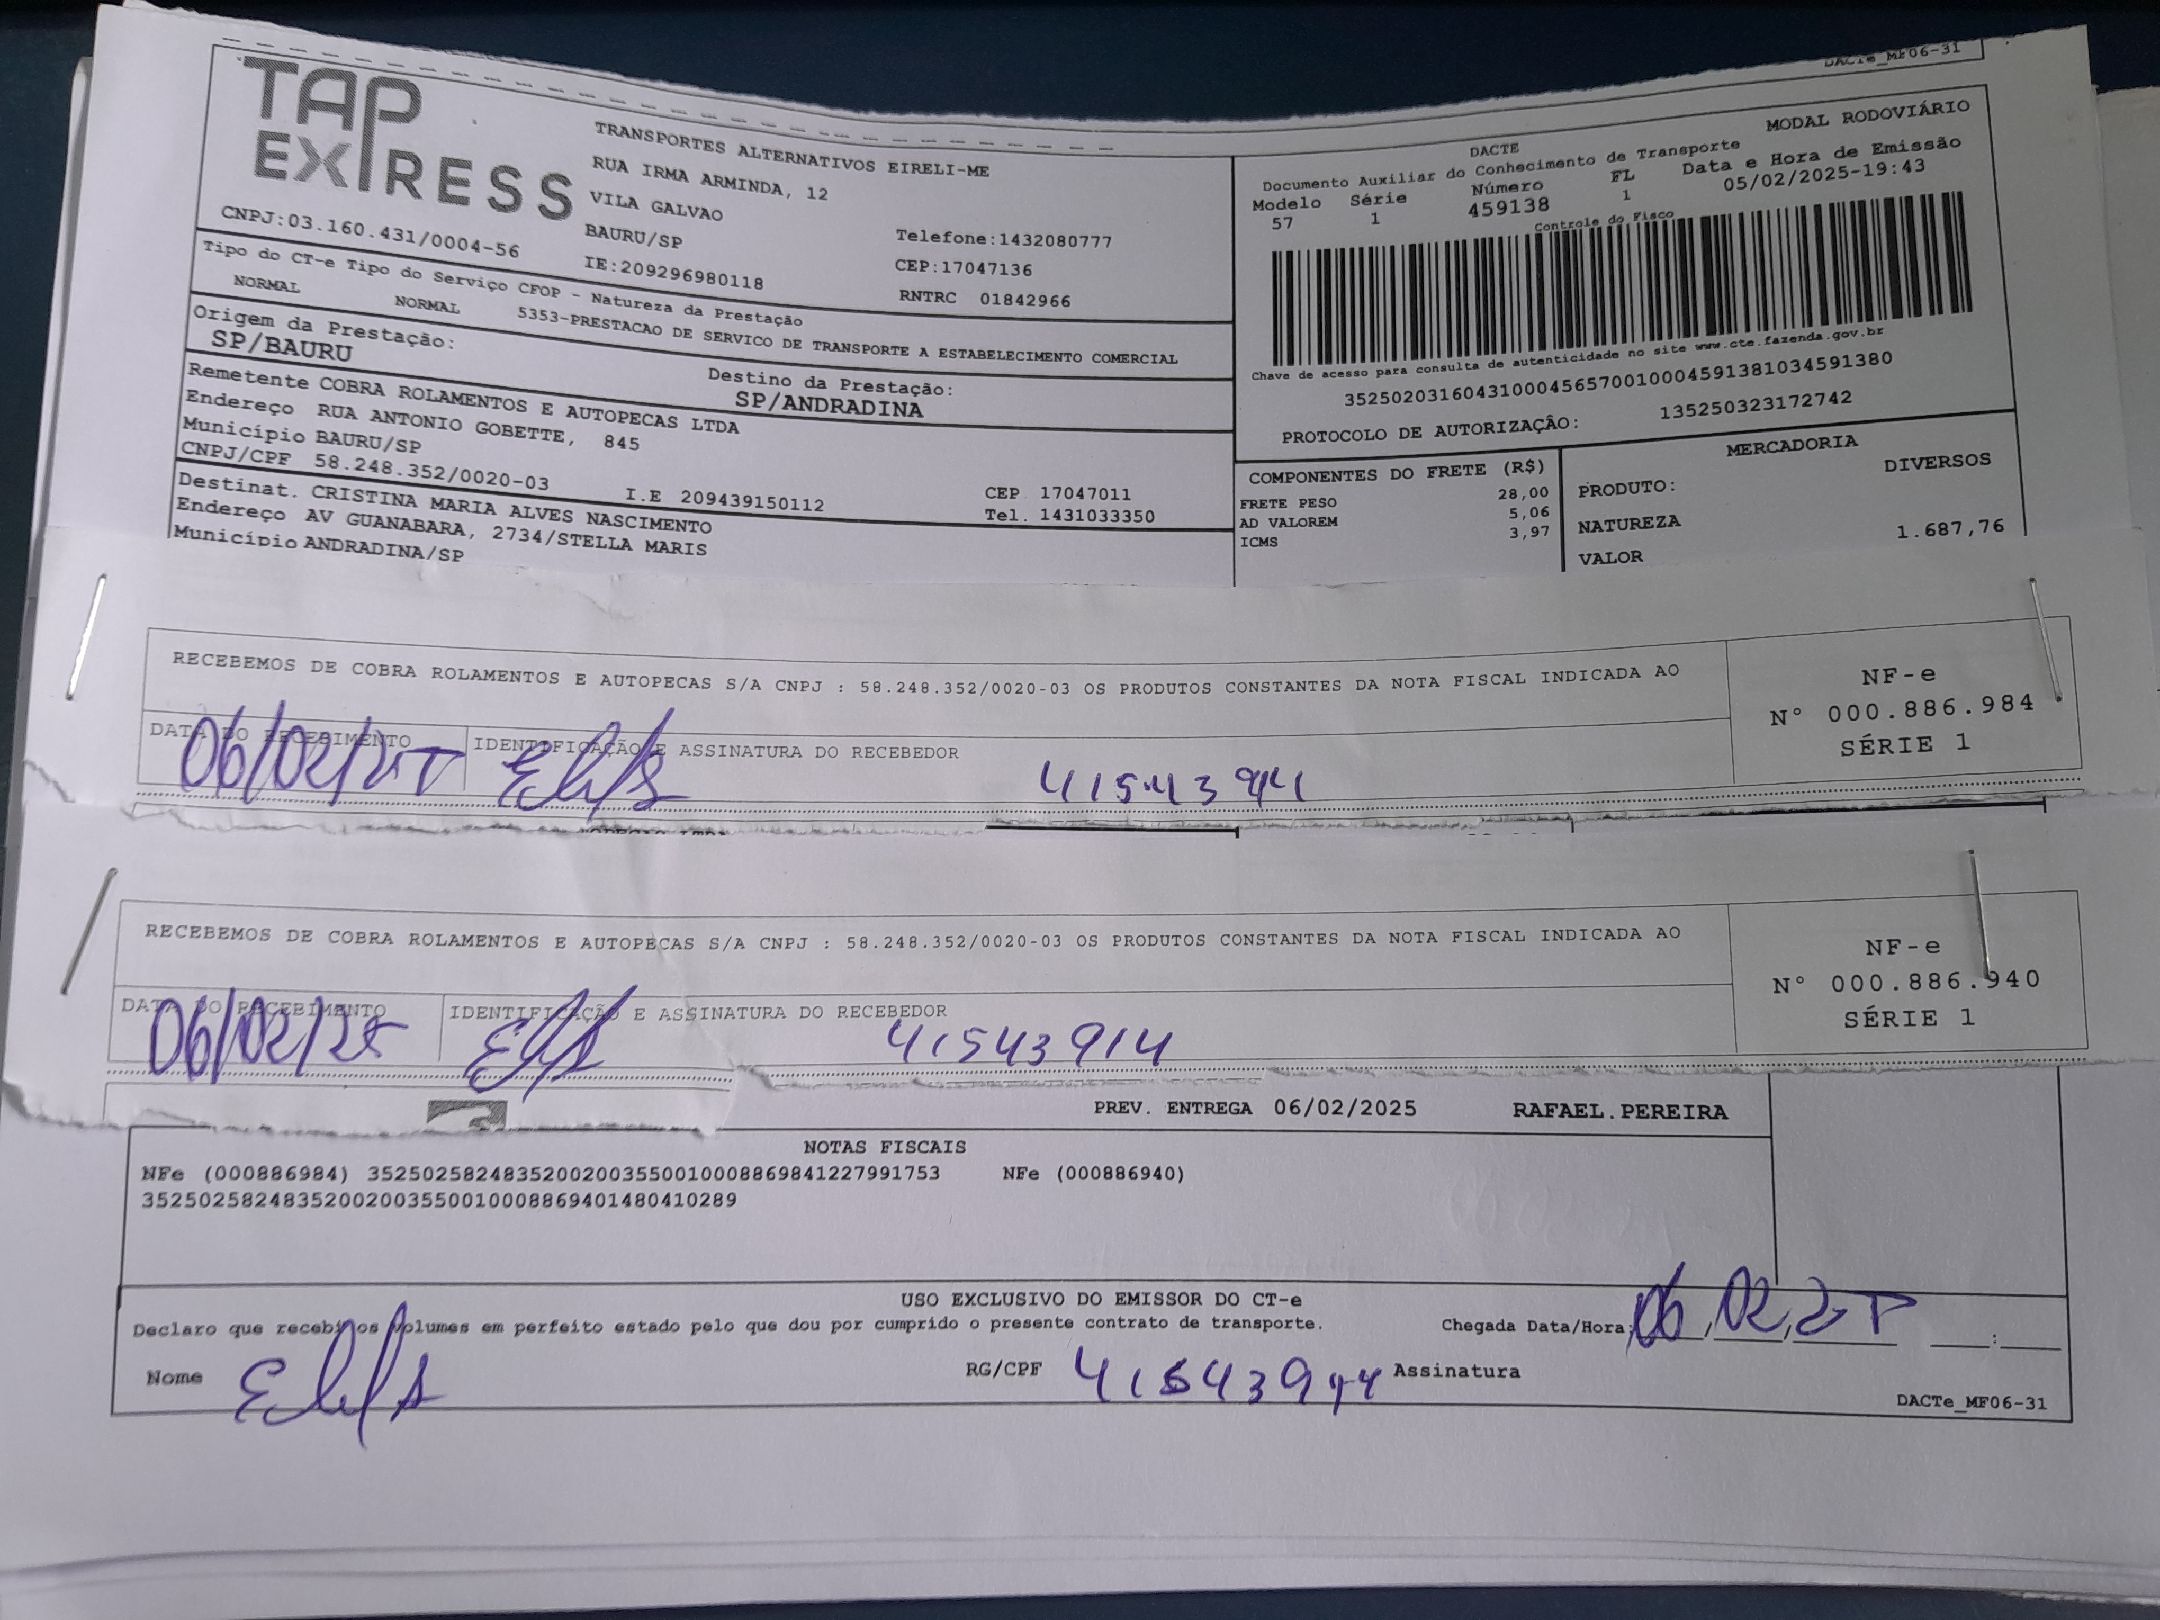 DACTe_MF06-31
TAP
EXPRESS
TRANSPORTES ALTERNATIVOS EIRELI-ME
RUA IRMA ARMINDA, 12
VILA GALVAO
BAURU/SP
Telefone:1432080777
CNPJ:03.160.431/0004-56
IE:209296980118
CEP:17047136
RNTRC 01842966
Tipo do CT-e Tipo do Serviço CFOP - Natureza da Prestação
NORMAL NORMAL 5353-PRESTACAO DE SERVICO DE TRANSPORTE A ESTABELECIMENTO COMERCIAL
Origem da Prestação:
SP/BAURU
Destino da Prestação:
SP/ANDRADINA
Remetente COBRA ROLAMENTOS E AUTOPECAS LTDA
Endereço RUA ANTONIO GOBETTE, 845
Município BAURU/SP
CEP 17047011
CNPJ/CPF 58.248.352/0020-03 I.E 209439150112 Tel. 1431033350
Destinat. CRISTINA MARIA ALVES NASCIMENTO
Endereço AV GUANABARA, 2734/STELLA MARIS
Município ANDRADINA/SP
DACTE
MODAL RODOVIÁRIO
Documento Auxiliar do Conhecimento de Transporte
Modelo Série Número FL Data e Hora de Emissão
57 1 459138 1 05/02/2025-19:43
Controle do Fisco
Chave de acesso para consulta de autenticidade no site www.cte.fazenda.gov.br
35250203160431000456570010004591381034591380
PROTOCOLO DE AUTORIZAÇÃO: 135250323172742
COMPONENTES DO FRETE (R$)
FRETE PESO 28,00
AD VALOREM 5,06
ICMS 3,97
MERCADORIA
PRODUTO: DIVERSOS
NATUREZA
VALOR 1.687,76
RECEBEMOS DE COBRA ROLAMENTOS E AUTOPECAS S/A CNPJ : 58.248.352/0020-03 OS PRODUTOS CONSTANTES DA NOTA FISCAL INDICADA AO
NF-e
Nº 000.886.984
SÉRIE 1
DATA DO RECEBIMENTO IDENTIFICAÇÃO E ASSINATURA DO RECEBEDOR
06/02/25 41543914
RECEBEMOS DE COBRA ROLAMENTOS E AUTOPECAS S/A CNPJ : 58.248.352/0020-03 OS PRODUTOS CONSTANTES DA NOTA FISCAL INDICADA AO
NF-e
Nº 000.886.940
SÉRIE 1
DATA DO RECEBIMENTO IDENTIFICAÇÃO E ASSINATURA DO RECEBEDOR
06/02/25 41543914
PREV. ENTREGA 06/02/2025 RAFAEL.PEREIRA
NOTAS FISCAIS
NFe (000886984) 35250258248352002003550010008869841227991753 NFe (000886940)
35250258248352002003550010008869401480410289
USO EXCLUSIVO DO EMISSOR DO CT-e
Declaro que recebi os volumes em perfeito estado pelo que dou por cumprido o presente contrato de transporte. Chegada Data/Hora: 06,02,25 :
Nome RG/CPF 41543914 Assinatura
DACTe_MF06-31